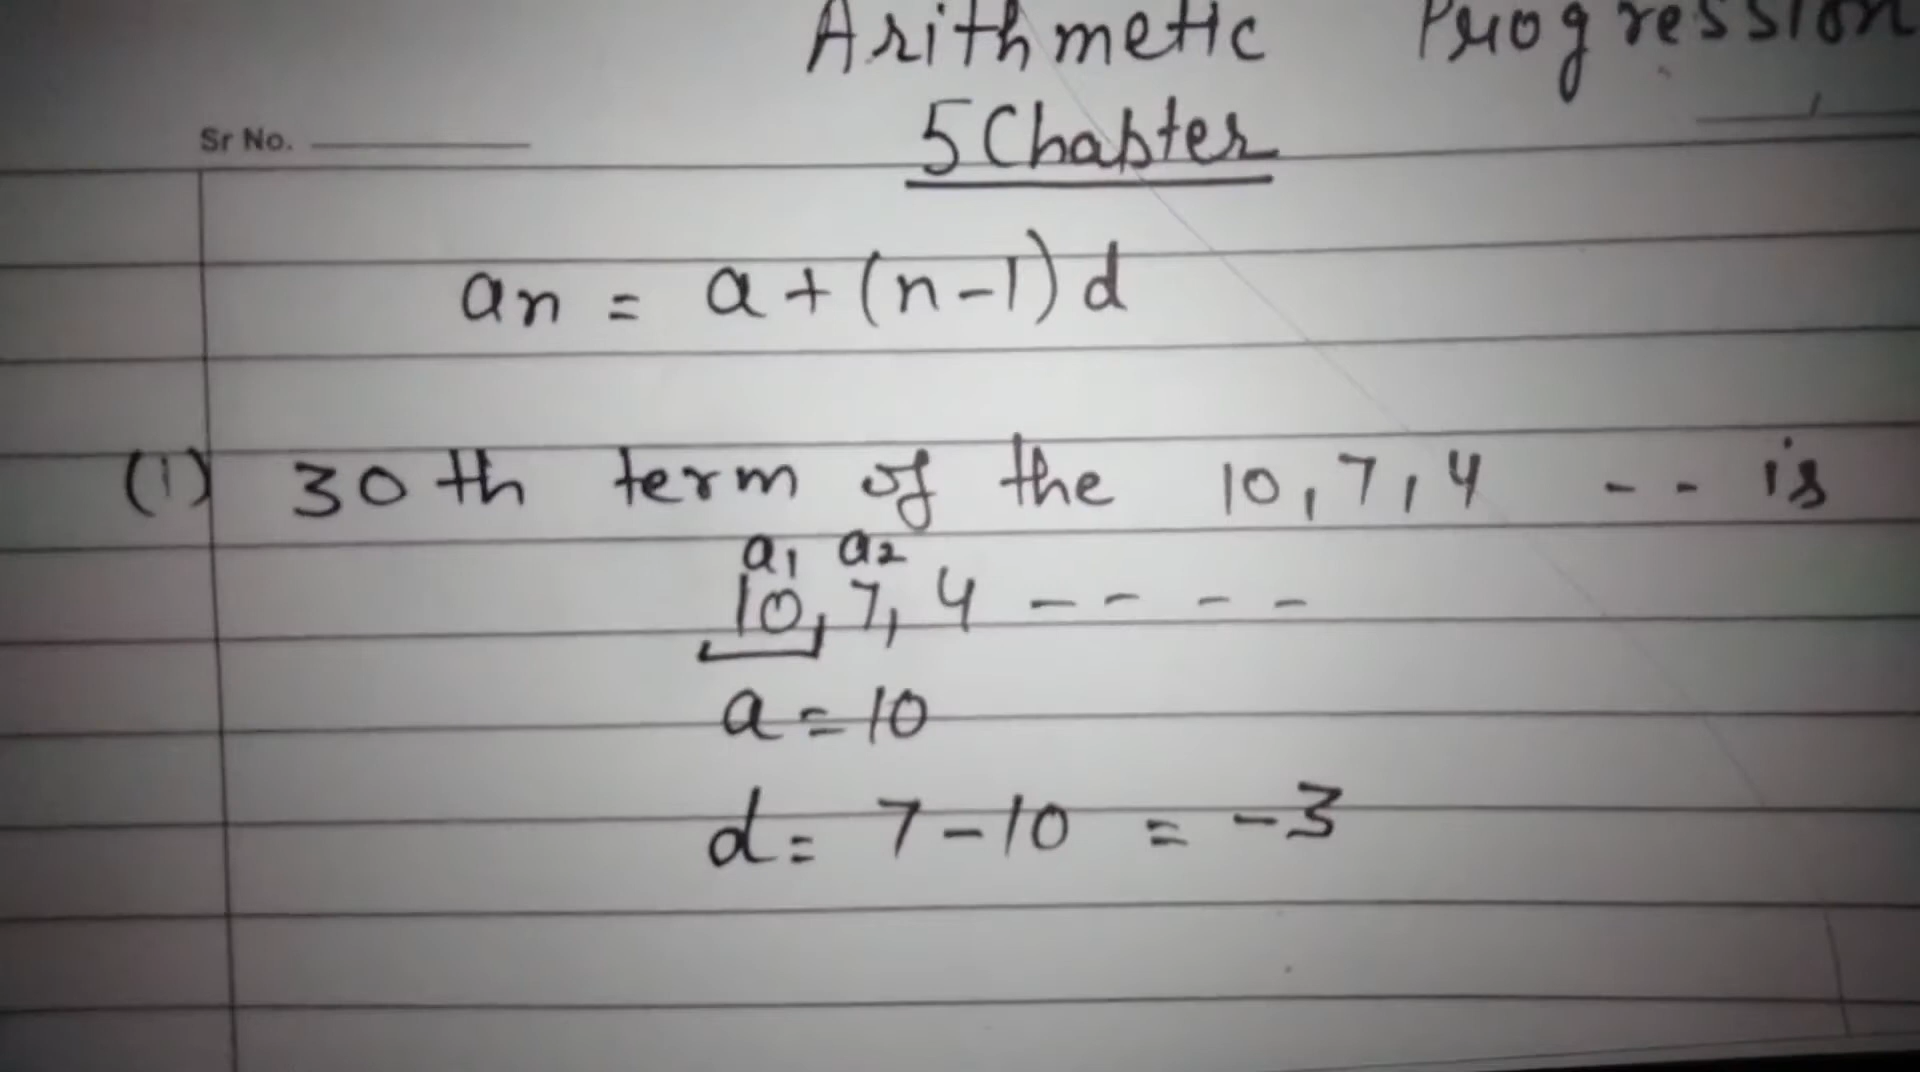 Arithmetic Progression
Sr No.
5 Chapter
an = a + (n-1) d
(1) 30 th term of the 10, 7, 4 - - is
a1 a2
10, 7, 4 - - - -
a = 10
d = 7 - 10 = -3